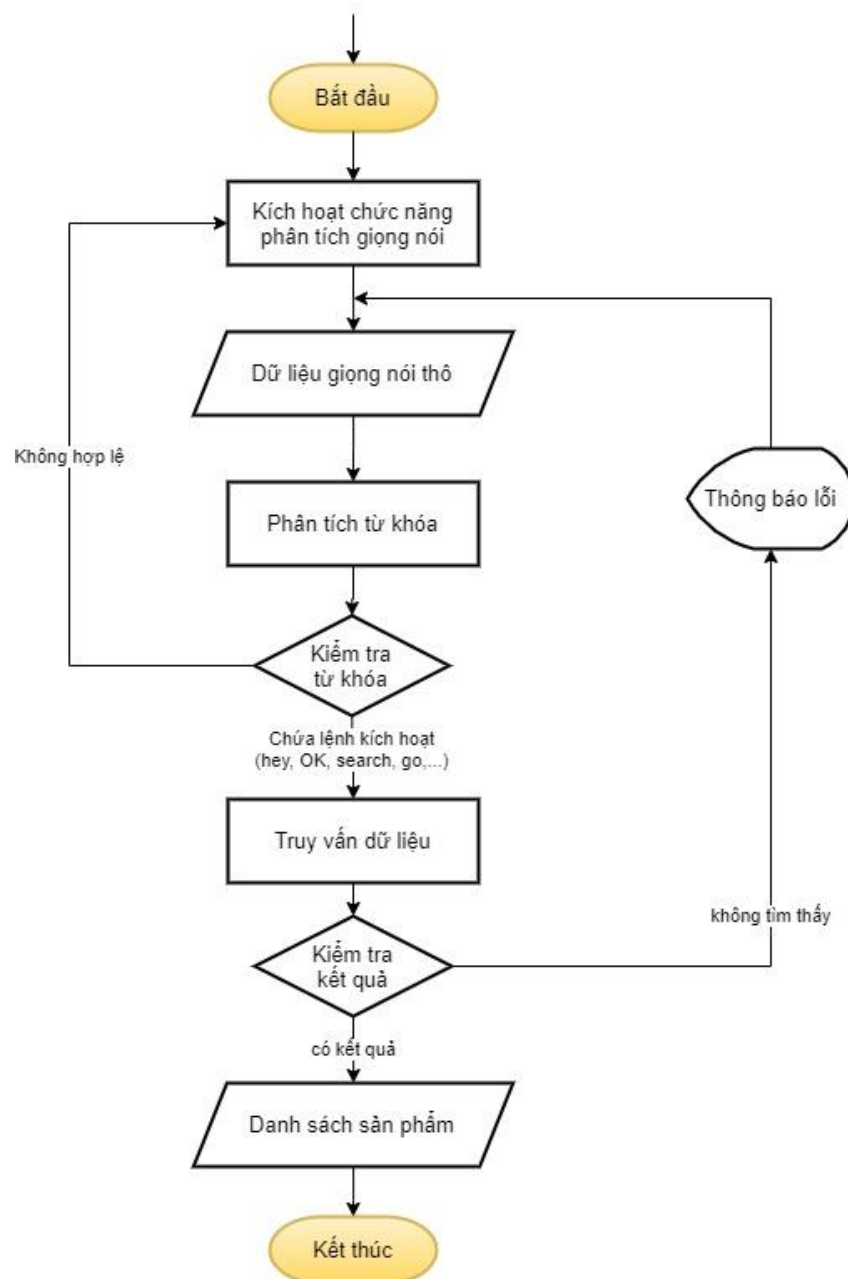 Bắt đầu
Kích hoạt chức năng
phân tích giọng nói
Dữ liệu giọng nói thô
Không hợp lệ
Thông báo lỗi
Phân tích từ khóa
Kiểm tra
từ khóa
Chứa lệnh kích hoạt
(hey, OK, search, go,...)
Truy vấn dữ liệu
không tìm thấy
Kiểm tra
kết quả
có kết quả
Danh sách sản phẩm
Kết thúc